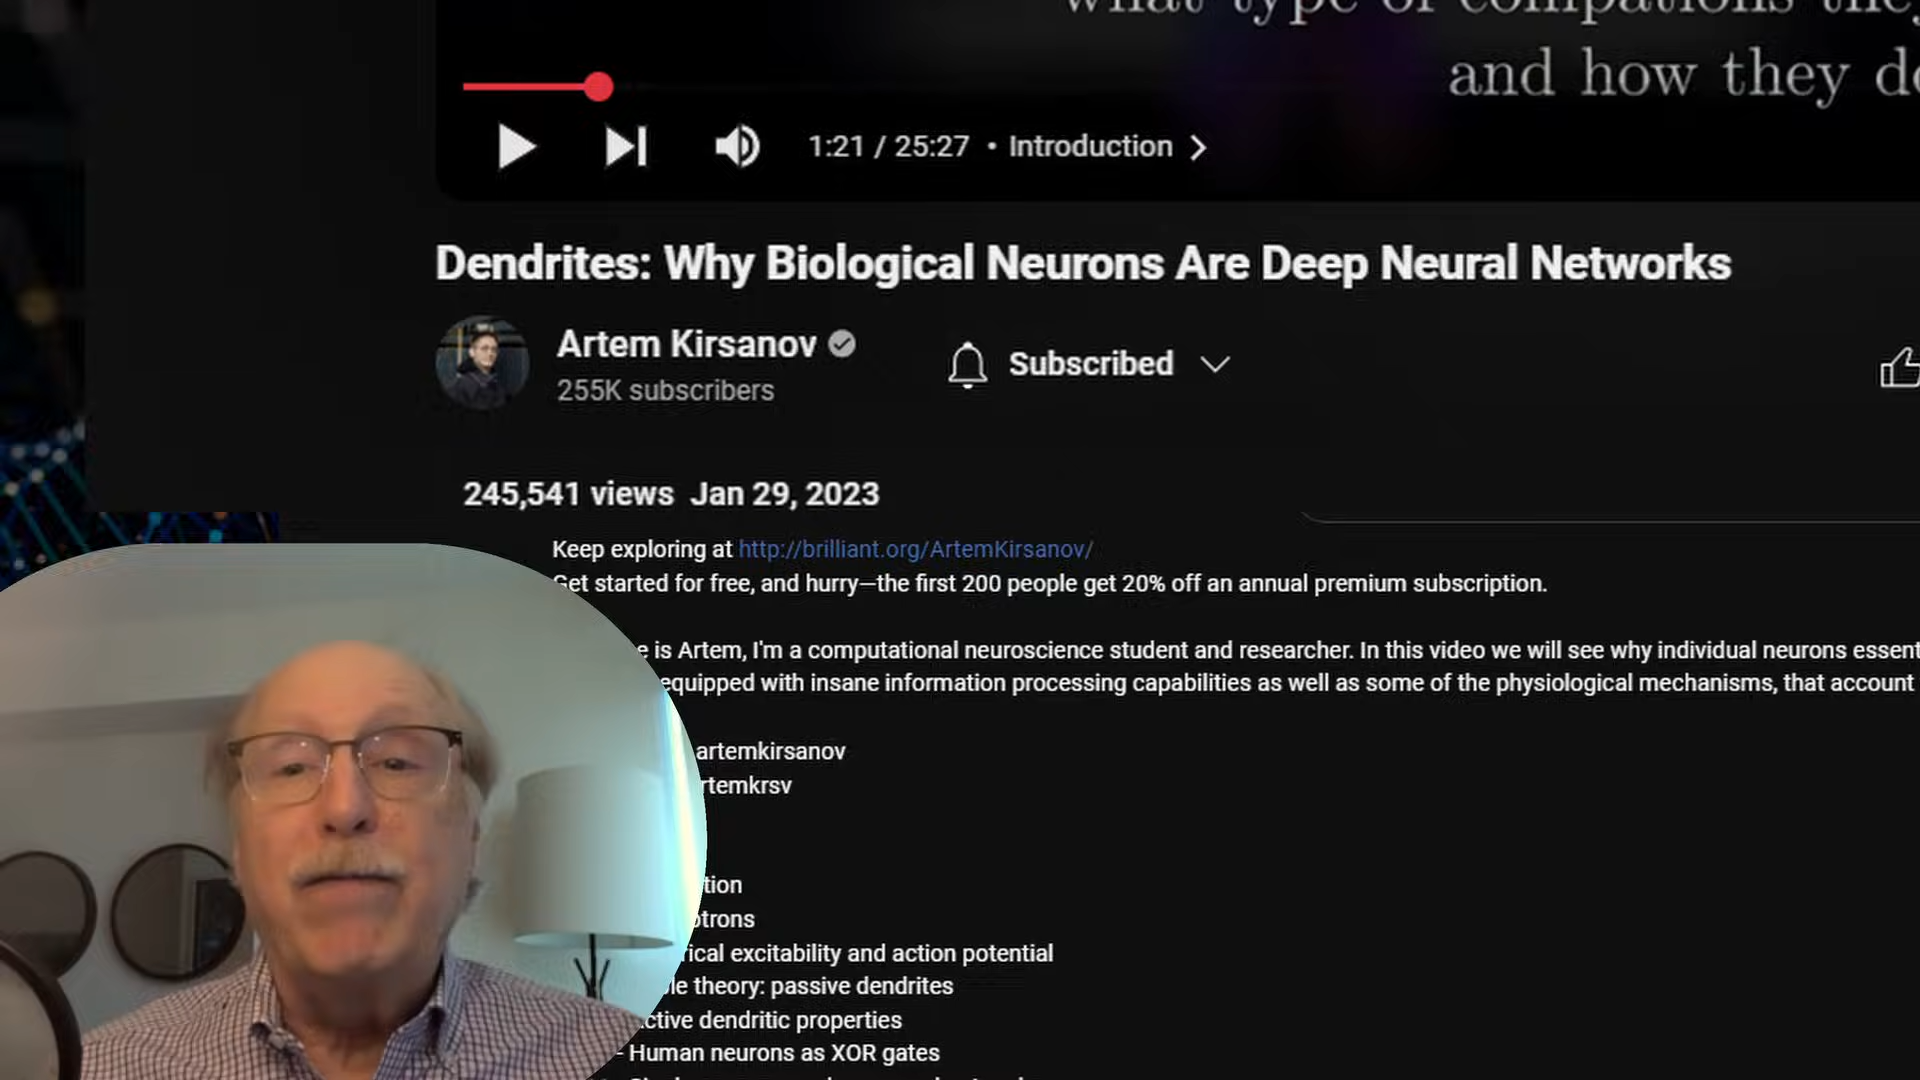 what type of
and how they
1:21 / 25:27 • Introduction
Dendrites: Why Biological Neurons Are Deep Neural Networks
Artem Kirsanov
255K subscribers
Subscribed
245,541 views Jan 29, 2023
Keep exploring at http://brilliant.org/ArtemKirsanov/
Get started for free, and hurry—the first 200 people get 20% off an annual premium subscription.
is Artem, I'm a computational neuroscience student and researcher. In this video we will see why individual neurons
equipped with insane information processing capabilities as well as some of the physiological mechanisms, that account
artemkirsanov
rtemkrsv
tion
otrons
rical excitability and action potential
theory: passive dendrites
ctive dendritic properties
- Human neurons as XOR gates